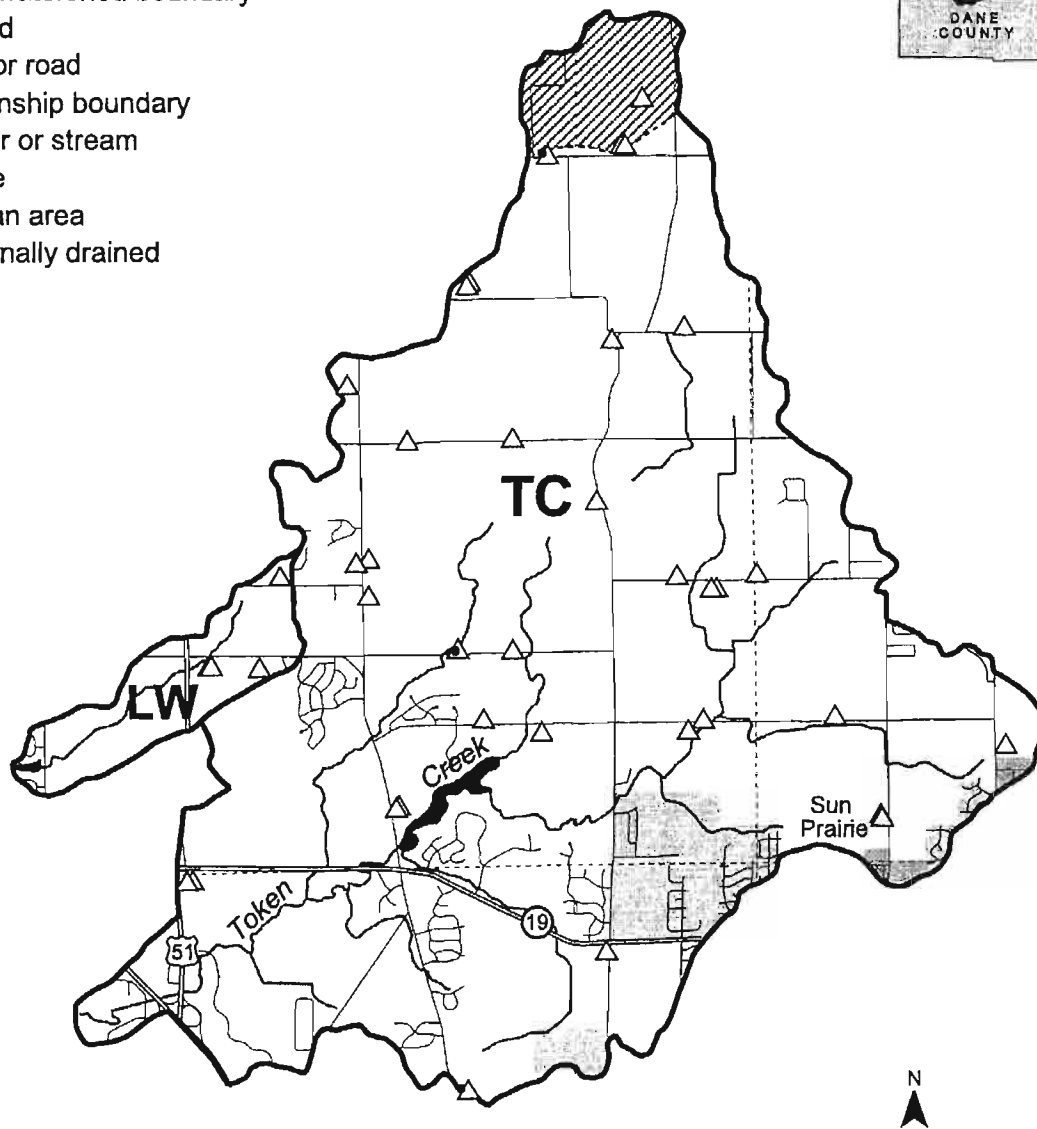 d
or road
nship boundary
r or stream
e
an area
rnally drained
DANE
COUNTY
TC
LW
Creek
Sun
Prairie
Token
19
51
N